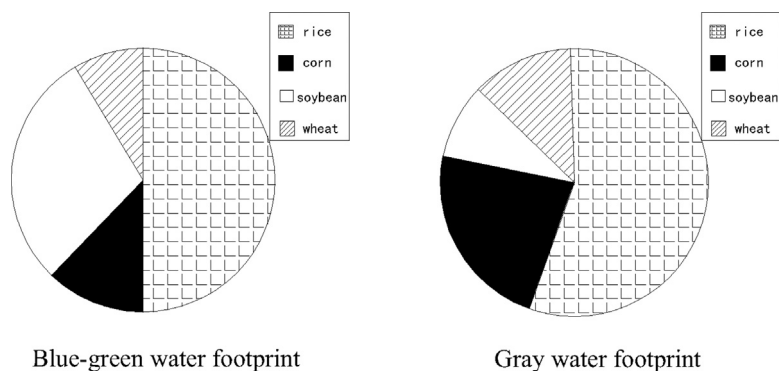 rice
corn
soybean
wheat
rice
corn
soybean
wheat
Blue-green water footprint
Gray water footprint